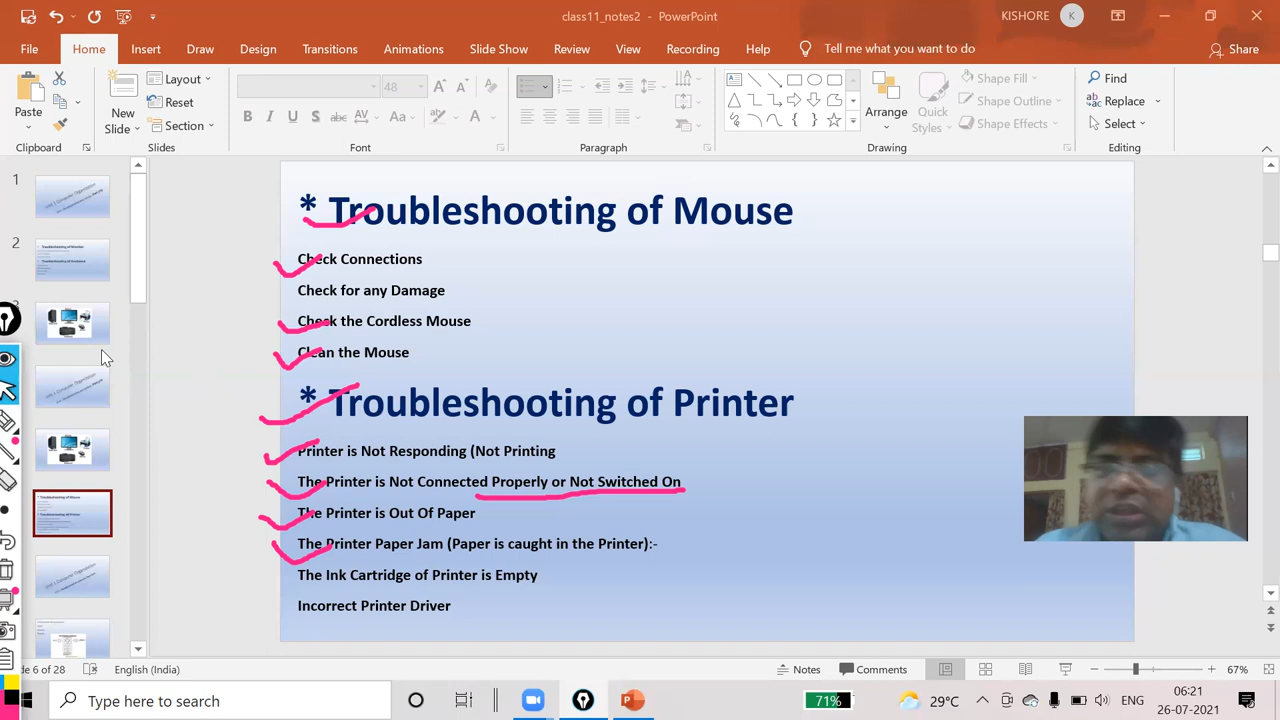 class11_notes2 - PowerPoint
KISHORE K
File Home Insert Draw Design Transitions Animations Slide Show Review View Recording Help Tell me what you want to do Share
Paste
Clipboard
New Slide
Layout
Reset
Section
Slides
48
Font
Paragraph
Arrange
Quick Styles
Shape Fill
Shape Outline
Shape Effects
Drawing
Find
Replace
Select
Editing
1
2
* Troubleshooting of Mouse
Check Connections
Check for any Damage
Check the Cordless Mouse
Clean the Mouse
* Troubleshooting of Printer
Printer is Not Responding (Not Printing
The Printer is Not Connected Properly or Not Switched On
The Printer is Out Of Paper
The Printer Paper Jam (Paper is caught in the Printer):-
The Ink Cartridge of Printer is Empty
Incorrect Printer Driver
de 6 of 28 English (India) Notes Comments 67%
Type here to search 71% 29°C ENG 06:21
26-07-2021